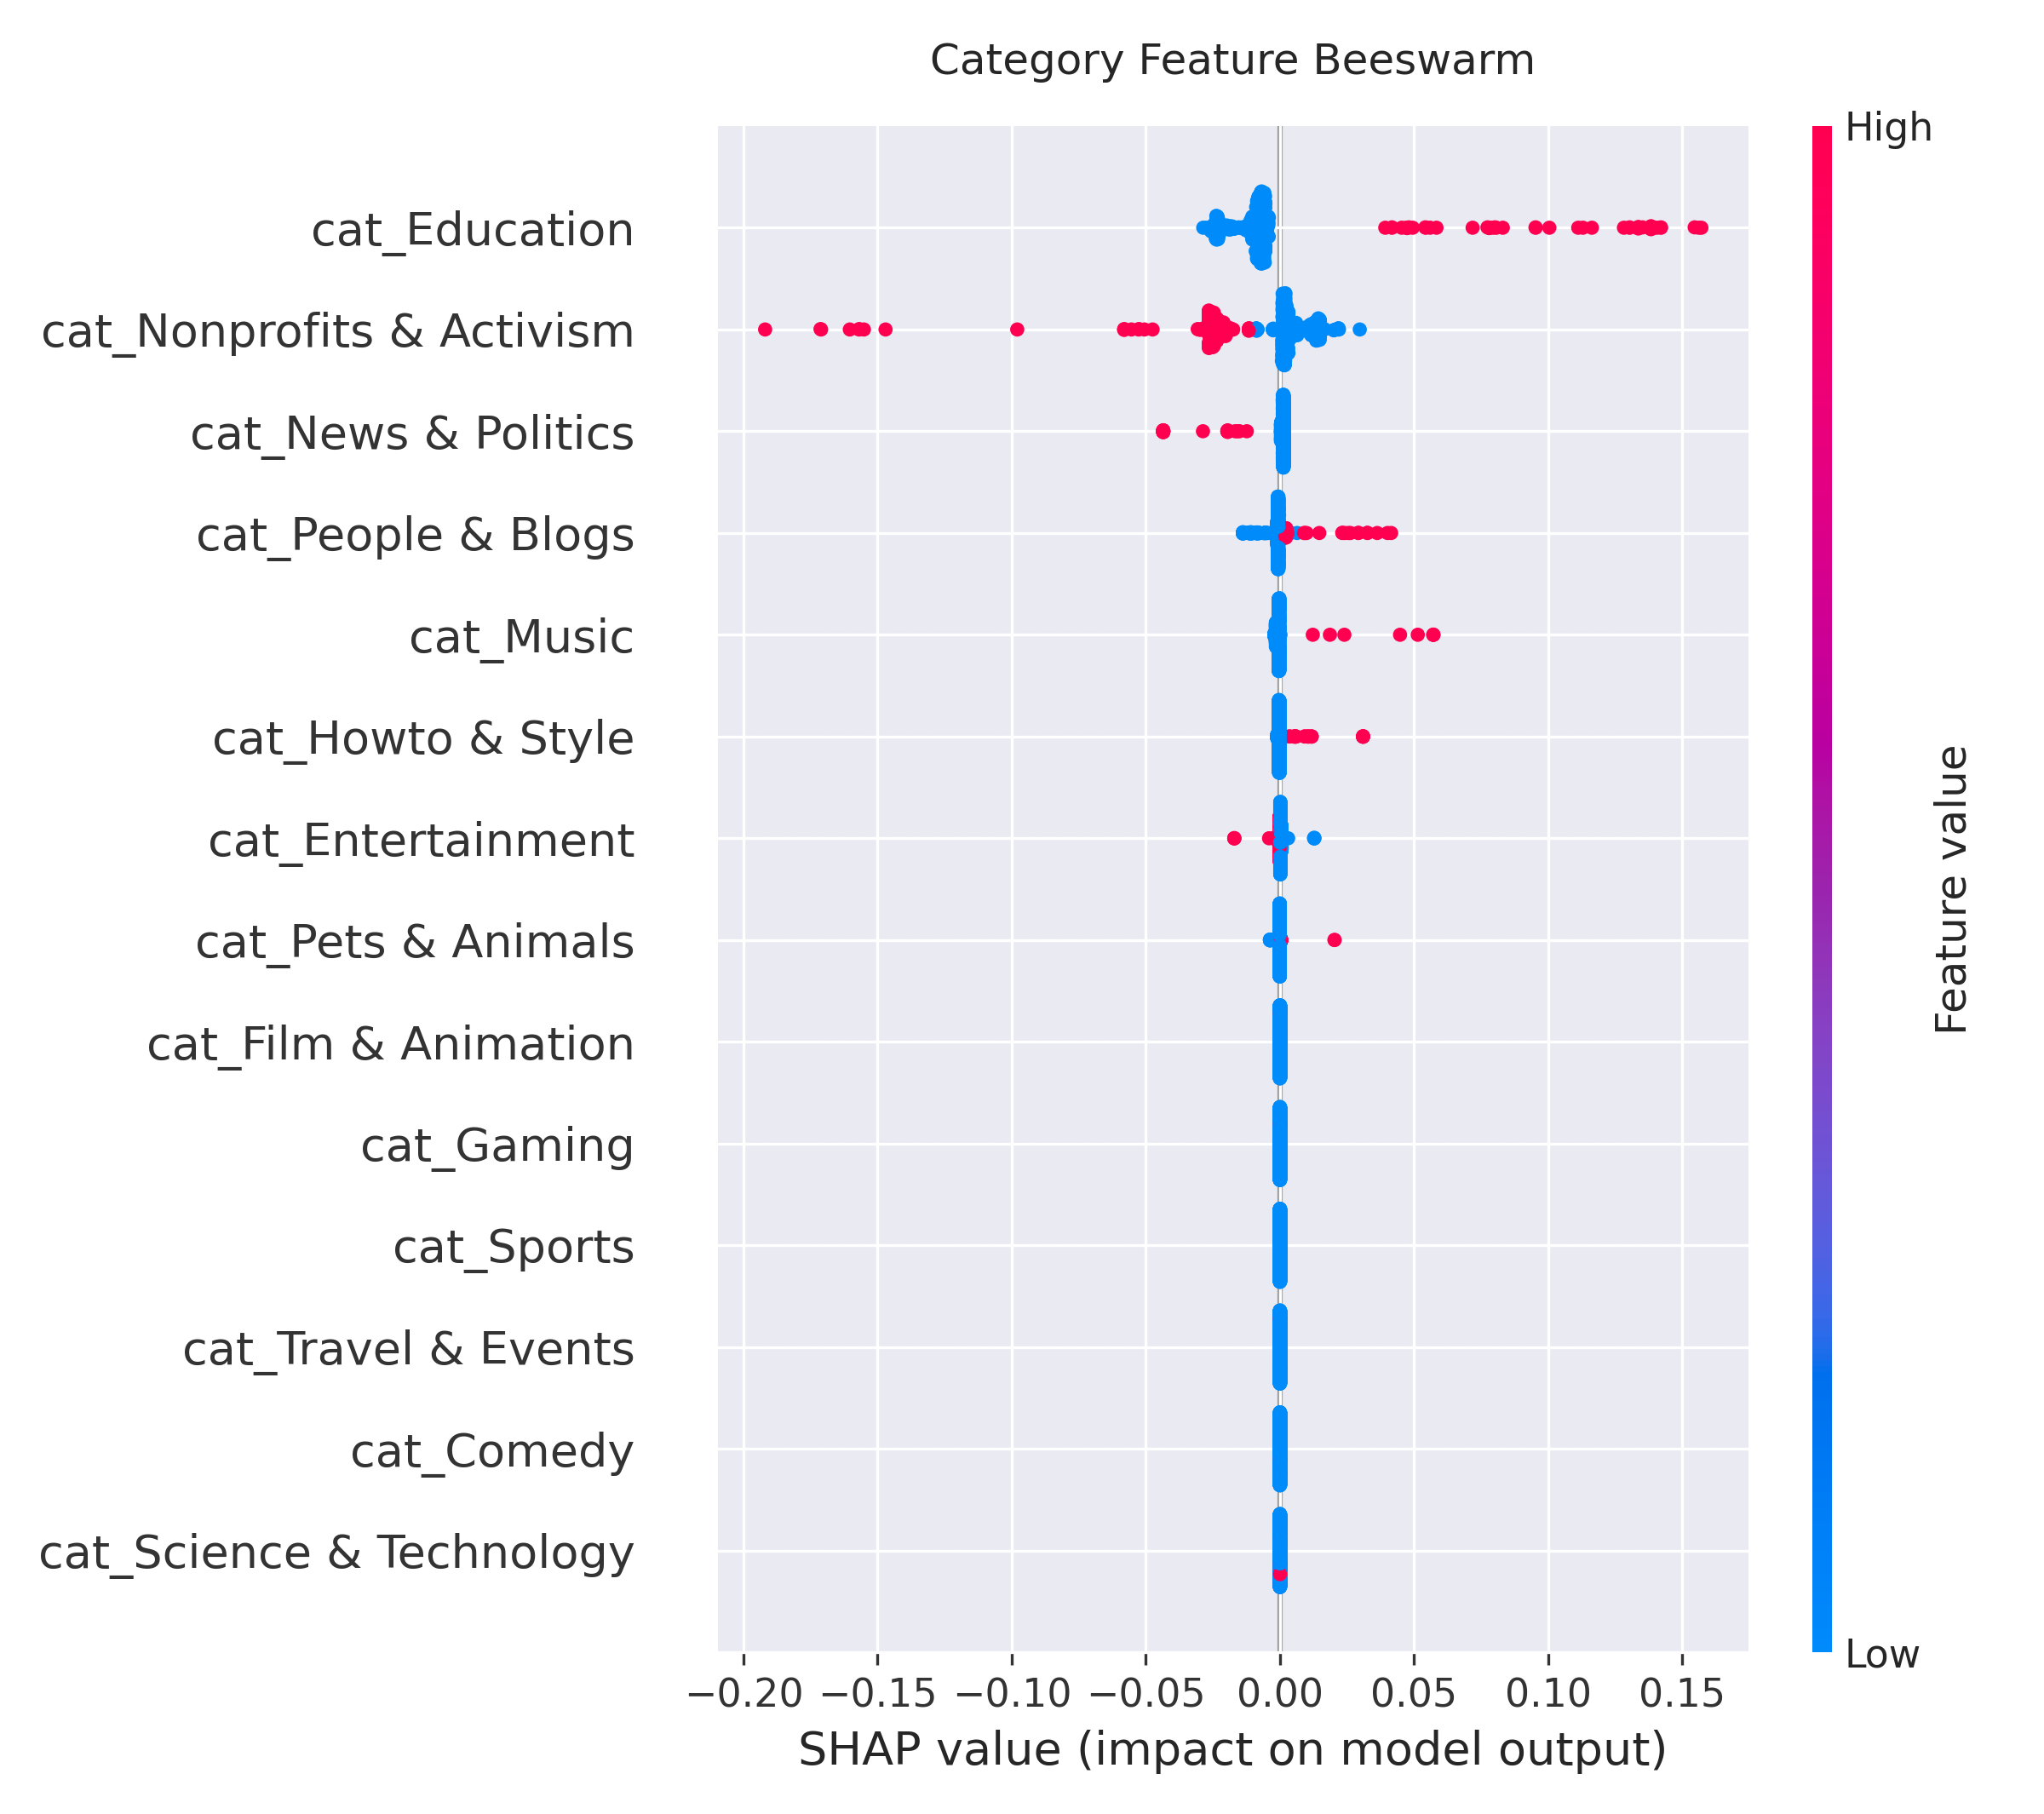 Category Feature Beeswarm
High
cat_Education
cat_Nonprofits & Activism
cat_News & Politics
cat_People & Blogs
cat_Music
cat_Howto & Style
cat_Entertainment
cat_Pets & Animals
cat_Film & Animation
cat_Gaming
cat_Sports
cat_Travel & Events
cat_Comedy
cat_Science & Technology
Feature value
Low
−0.20 −0.15 −0.10 −0.05 0.00 0.05 0.10 0.15
SHAP value (impact on model output)